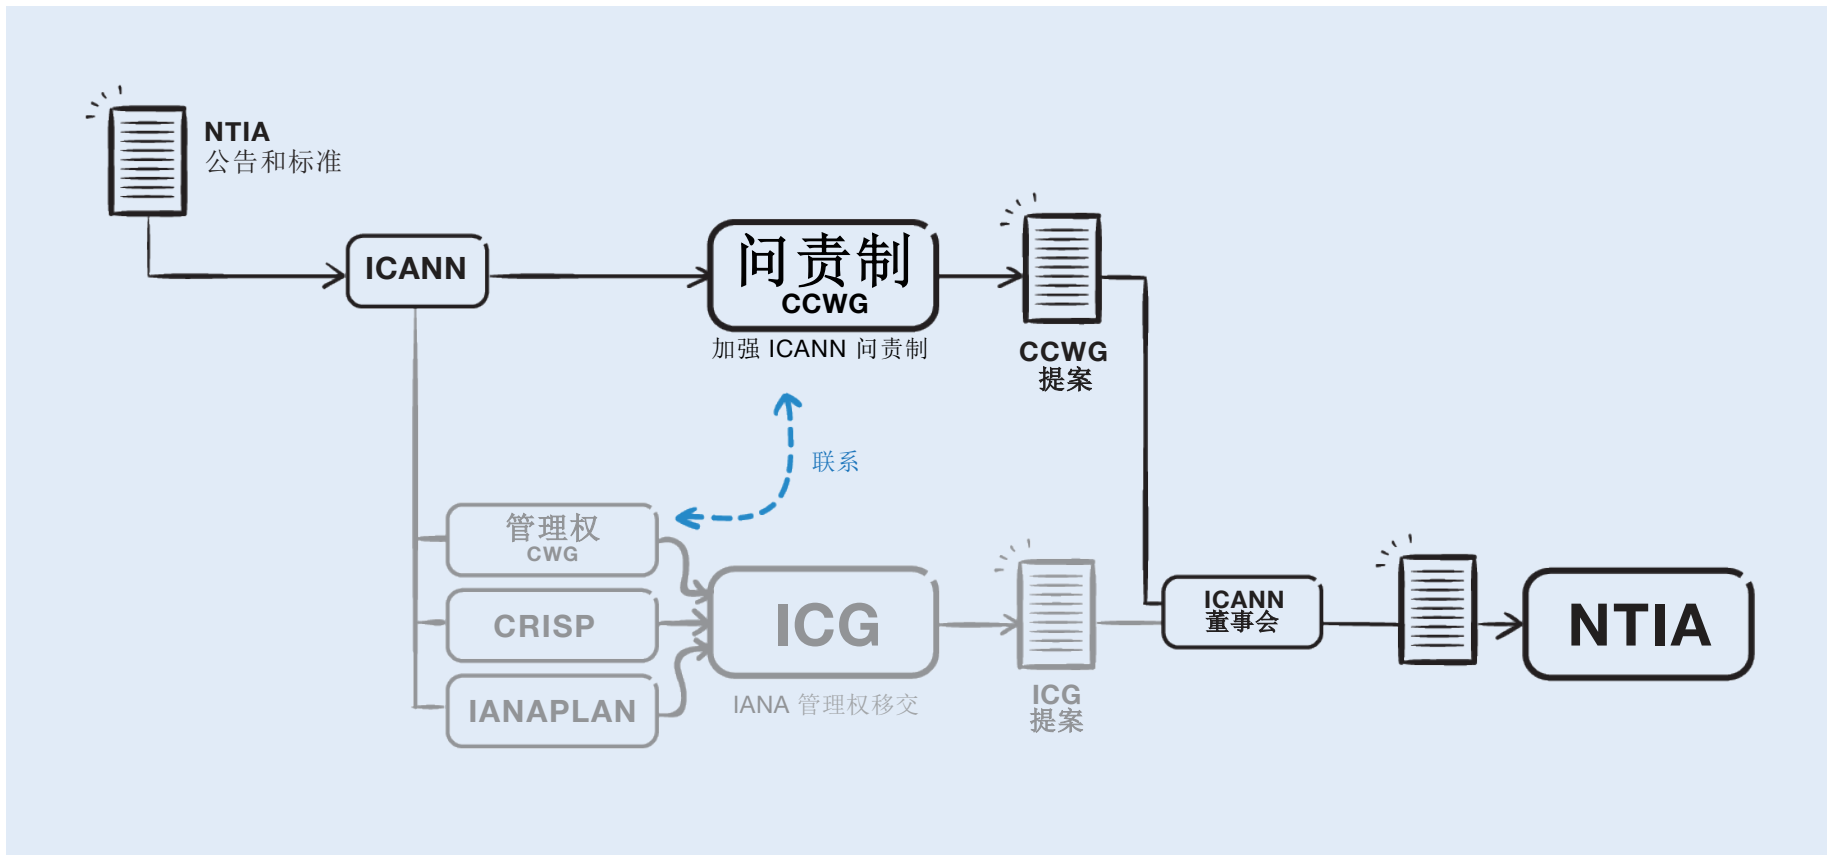 NTIA
公告和标准
ICANN
问责制
CCWG
加强 ICANN 问责制
CCWG
提案
联系
管理权
CWG
CRISP
IANAPLAN
ICG
IANA 管理权移交
ICG
提案
ICANN
董事会
NTIA